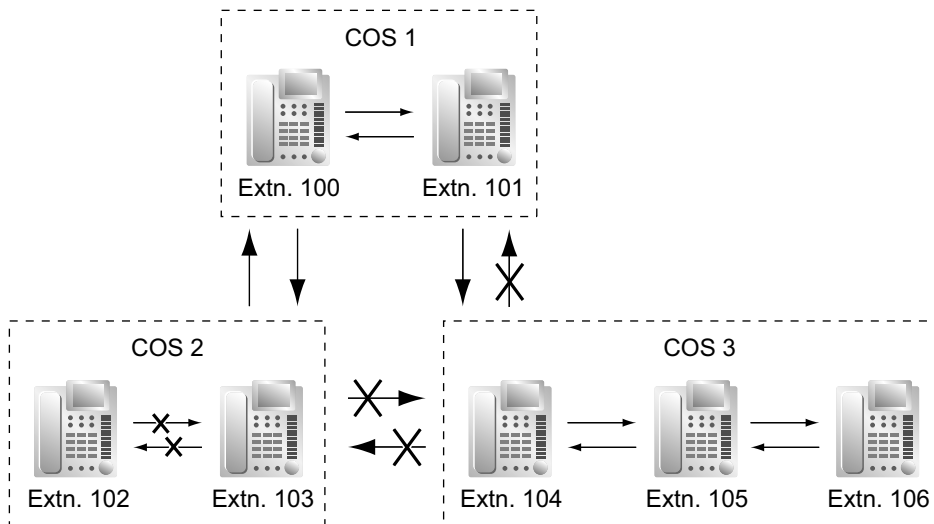 COS 1
Extn. 100
Extn. 101
COS 2
Extn. 102
Extn. 103
COS 3
Extn. 104
Extn. 105
Extn. 106